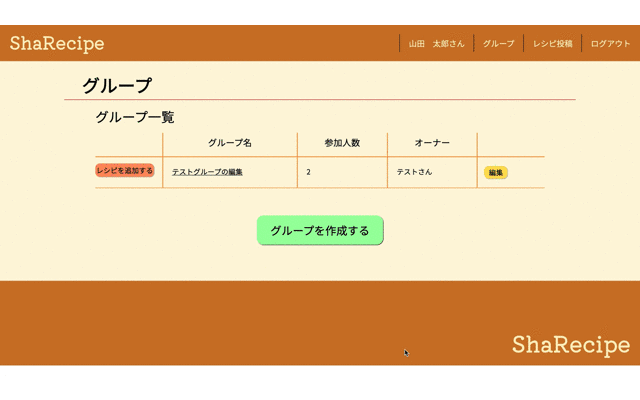 ShaRecipe 山田 太郎さん グループ レシピ投稿 ログアウト
グループ
グループ一覧
グループ名 参加人数 オーナー
レシピを追加する テストグループの編集 2 テストさん 編集
グループを作成する
ShaRecipe